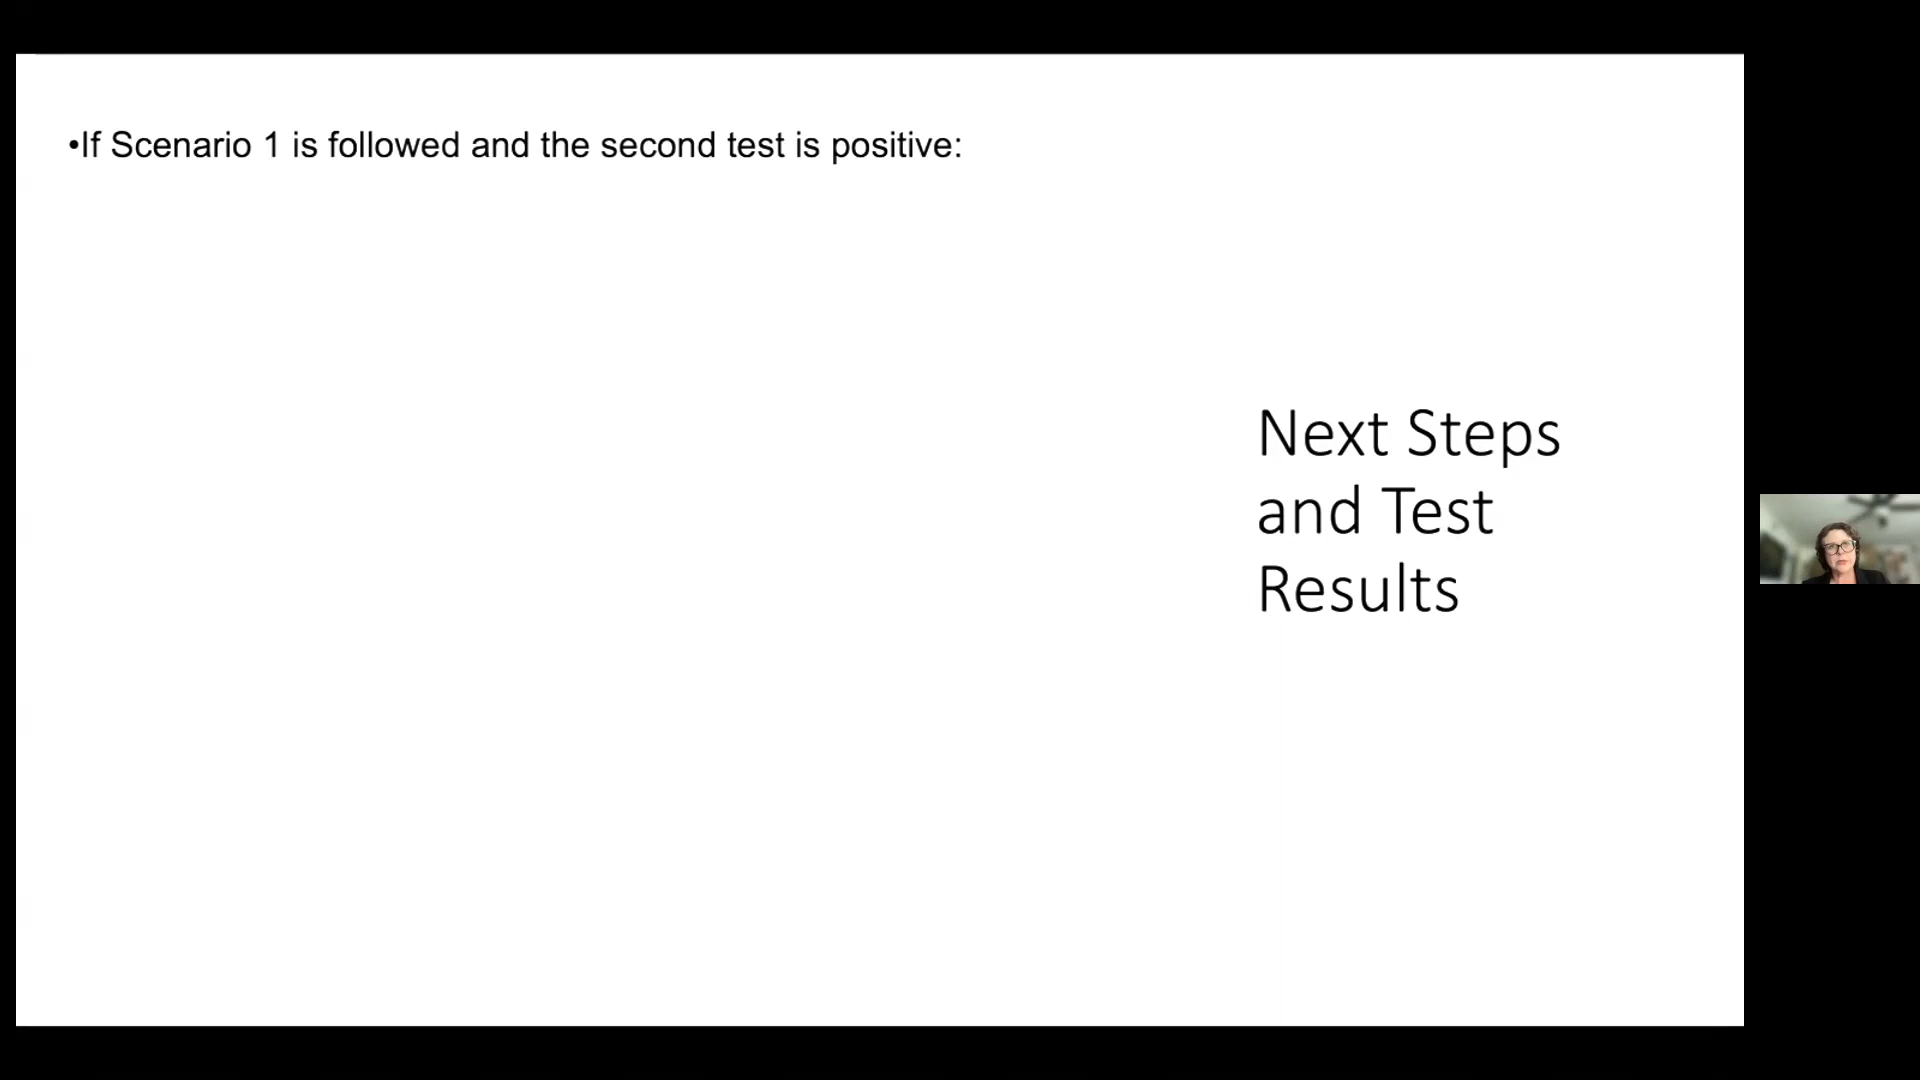 •If Scenario 1 is followed and the second test is positive:
Next Steps
and Test
Results